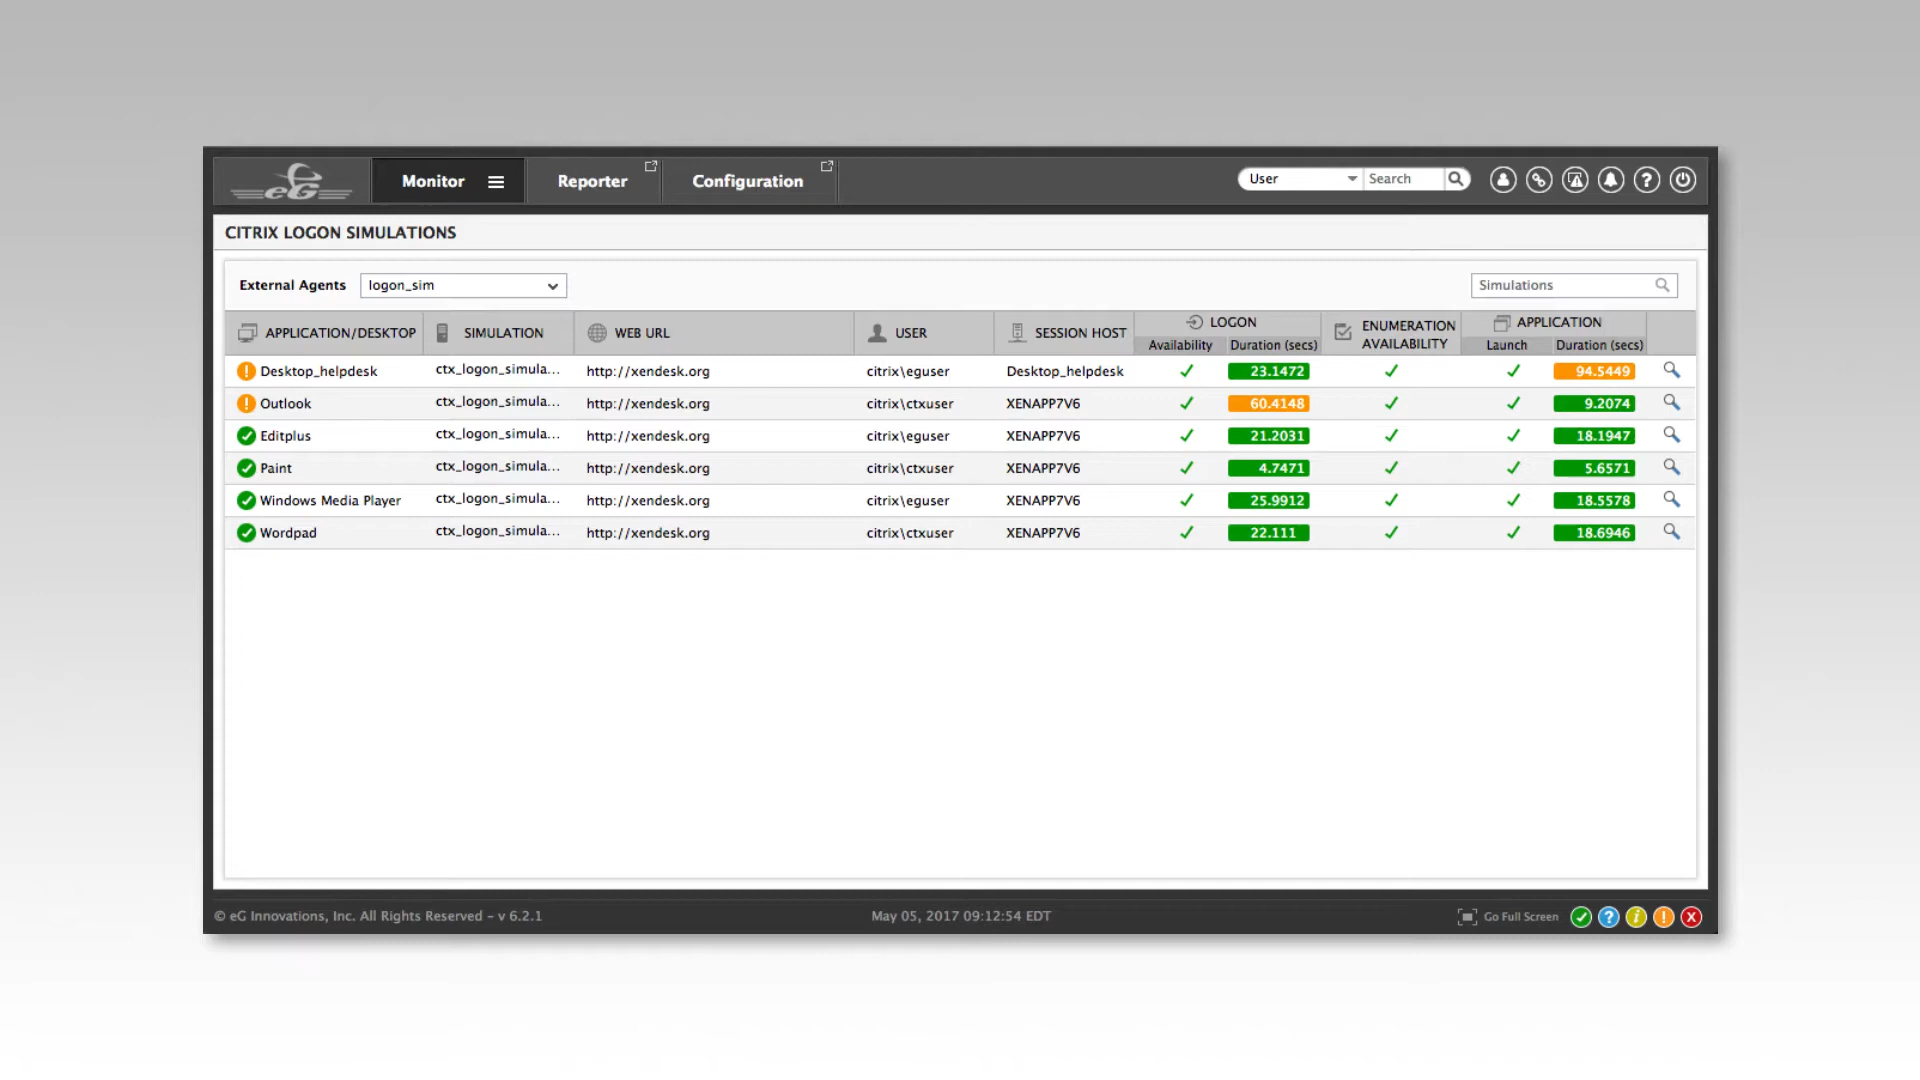 eG Monitor Reporter Configuration User Search
CITRIX LOGON SIMULATIONS
External Agents logon_sim Simulations
APPLICATION/DESKTOP SIMULATION WEB URL USER SESSION HOST LOGON ENUMERATION AVAILABILITY APPLICATION
Availability Duration (secs) Launch Duration (secs)
Desktop_helpdesk ctx_logon_simula... http://xendesk.org citrix\eguser Desktop_helpdesk 23.1472 94.5449
Outlook ctx_logon_simula... http://xendesk.org citrix\ctxuser XENAPP7V6 60.4148 9.2074
Editplus ctx_logon_simula... http://xendesk.org citrix\eguser XENAPP7V6 21.2031 18.1947
Paint ctx_logon_simula... http://xendesk.org citrix\ctxuser XENAPP7V6 4.7471 5.6571
Windows Media Player ctx_logon_simula... http://xendesk.org citrix\eguser XENAPP7V6 25.9912 18.5578
Wordpad ctx_logon_simula... http://xendesk.org citrix\ctxuser XENAPP7V6 22.111 18.6946
© eG Innovations, Inc. All Rights Reserved - v 6.2.1 May 05, 2017 09:12:54 EDT Go Full Screen